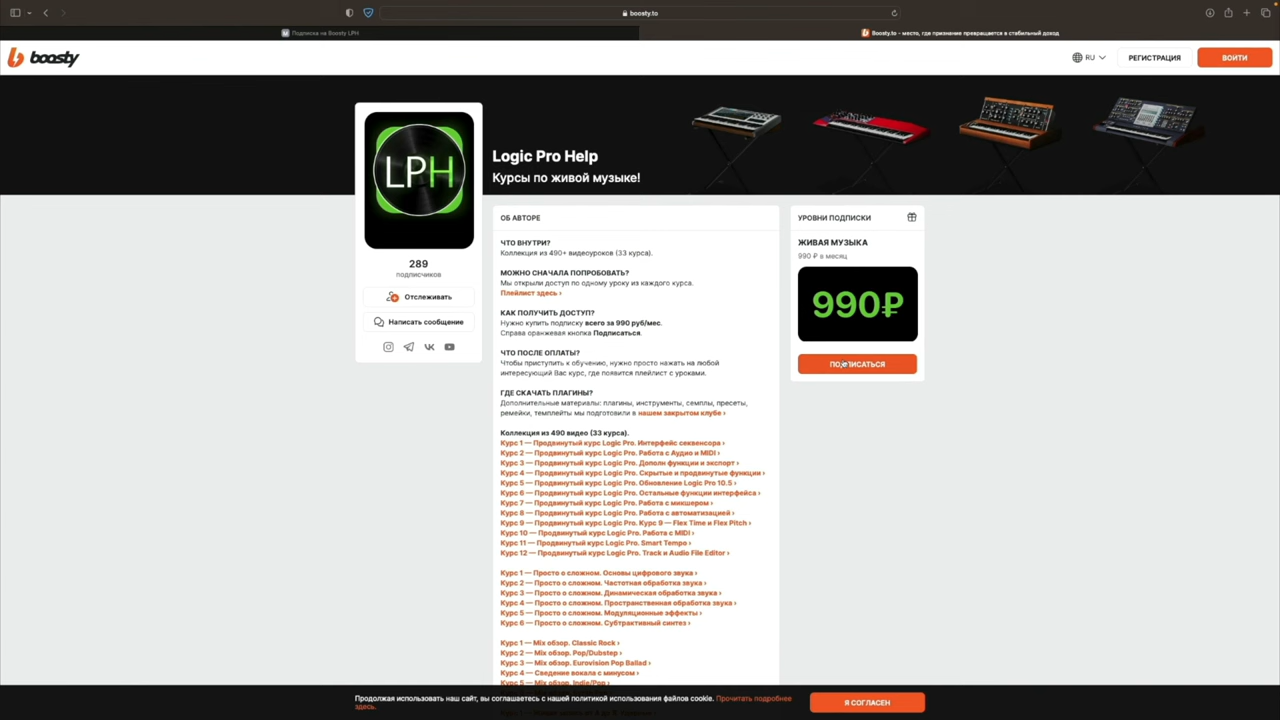 boosty.to
Подписка на Boosty LPH
Boosty.to – место, где признание превращается в стабильный доход
boosty
RU
РЕГИСТРАЦИЯ
ВОЙТИ
LPH
Logic Pro Help
Курсы по живой музыке!
289
подписчиков
Отслеживать
Написать сообщение
ОБ АВТОРЕ
ЧТО ВНУТРИ?
Коллекция из 490+ видеоуроков (33 курса).
МОЖНО СНАЧАЛА ПОПРОБОВАТЬ?
Мы открыли доступ по одному уроку из каждого курса.
Плейлист здесь ›
КАК ПОЛУЧИТЬ ДОСТУП?
Нужно купить подписку всего за 990 руб/мес.
Справа оранжевая кнопка Подписаться.
ЧТО ПОСЛЕ ОПЛАТЫ?
Чтобы приступить к обучению, нужно просто нажать на любой
интересующий Вас курс, где появится плейлист с уроками.
ГДЕ СКАЧАТЬ ПЛАГИНЫ?
Дополнительные материалы: плагины, инструменты, семплы, пресеты,
ремейки, темплейты мы подготовили в нашем закрытом клубе ›
Коллекция из 490 видео (33 курса).
Курс 1 — Продвинутый курс Logic Pro. Интерфейс секвенсора ›
Курс 2 — Продвинутый курс Logic Pro. Работа с Аудио и MIDI ›
Курс 3 — Продвинутый курс Logic Pro. Дополн функции и экспорт ›
Курс 4 — Продвинутый курс Logic Pro. Скрытые и продвинутые функции ›
Курс 5 — Продвинутый курс Logic Pro. Обновление Logic Pro 10.5 ›
Курс 6 — Продвинутый курс Logic Pro. Остальные функции интерфейса ›
Курс 7 — Продвинутый курс Logic Pro. Работа с микшером ›
Курс 8 — Продвинутый курс Logic Pro. Работа с автоматизацией ›
Курс 9 — Продвинутый курс Logic Pro. Курс 9 — Flex Time и Flex Pitch ›
Курс 10 — Продвинутый курс Logic Pro. Работа с MIDI ›
Курс 11 — Продвинутый курс Logic Pro. Smart Tempo ›
Курс 12 — Продвинутый курс Logic Pro. Track и Audio File Editor ›
Курс 1 — Просто о сложном. Основы цифрового звука ›
Курс 2 — Просто о сложном. Частотная обработка звука ›
Курс 3 — Просто о сложном. Динамическая обработка звука ›
Курс 4 — Просто о сложном. Пространственная обработка звука ›
Курс 5 — Просто о сложном. Модуляционные эффекты ›
Курс 6 — Просто о сложном. Субтрактивный синтез ›
Курс 1 — Mix обзор. Classic Rock ›
Курс 2 — Mix обзор. Pop/Dubstep ›
Курс 3 — Mix обзор. Eurovision Pop Ballad ›
Курс 4 — Сведение вокала с минусом ›
Курс 5 — Mix обзор. Indie/Pop ›
УРОВНИ ПОДПИСКИ
ЖИВАЯ МУЗЫКА
990 ₽ в месяц
990₽
ПОДПИСАТЬСЯ
Продолжая использовать наш сайт, вы соглашаетесь с нашей политикой использования файлов cookie. Прочитать подробнее
здесь.
Я СОГЛАСЕН